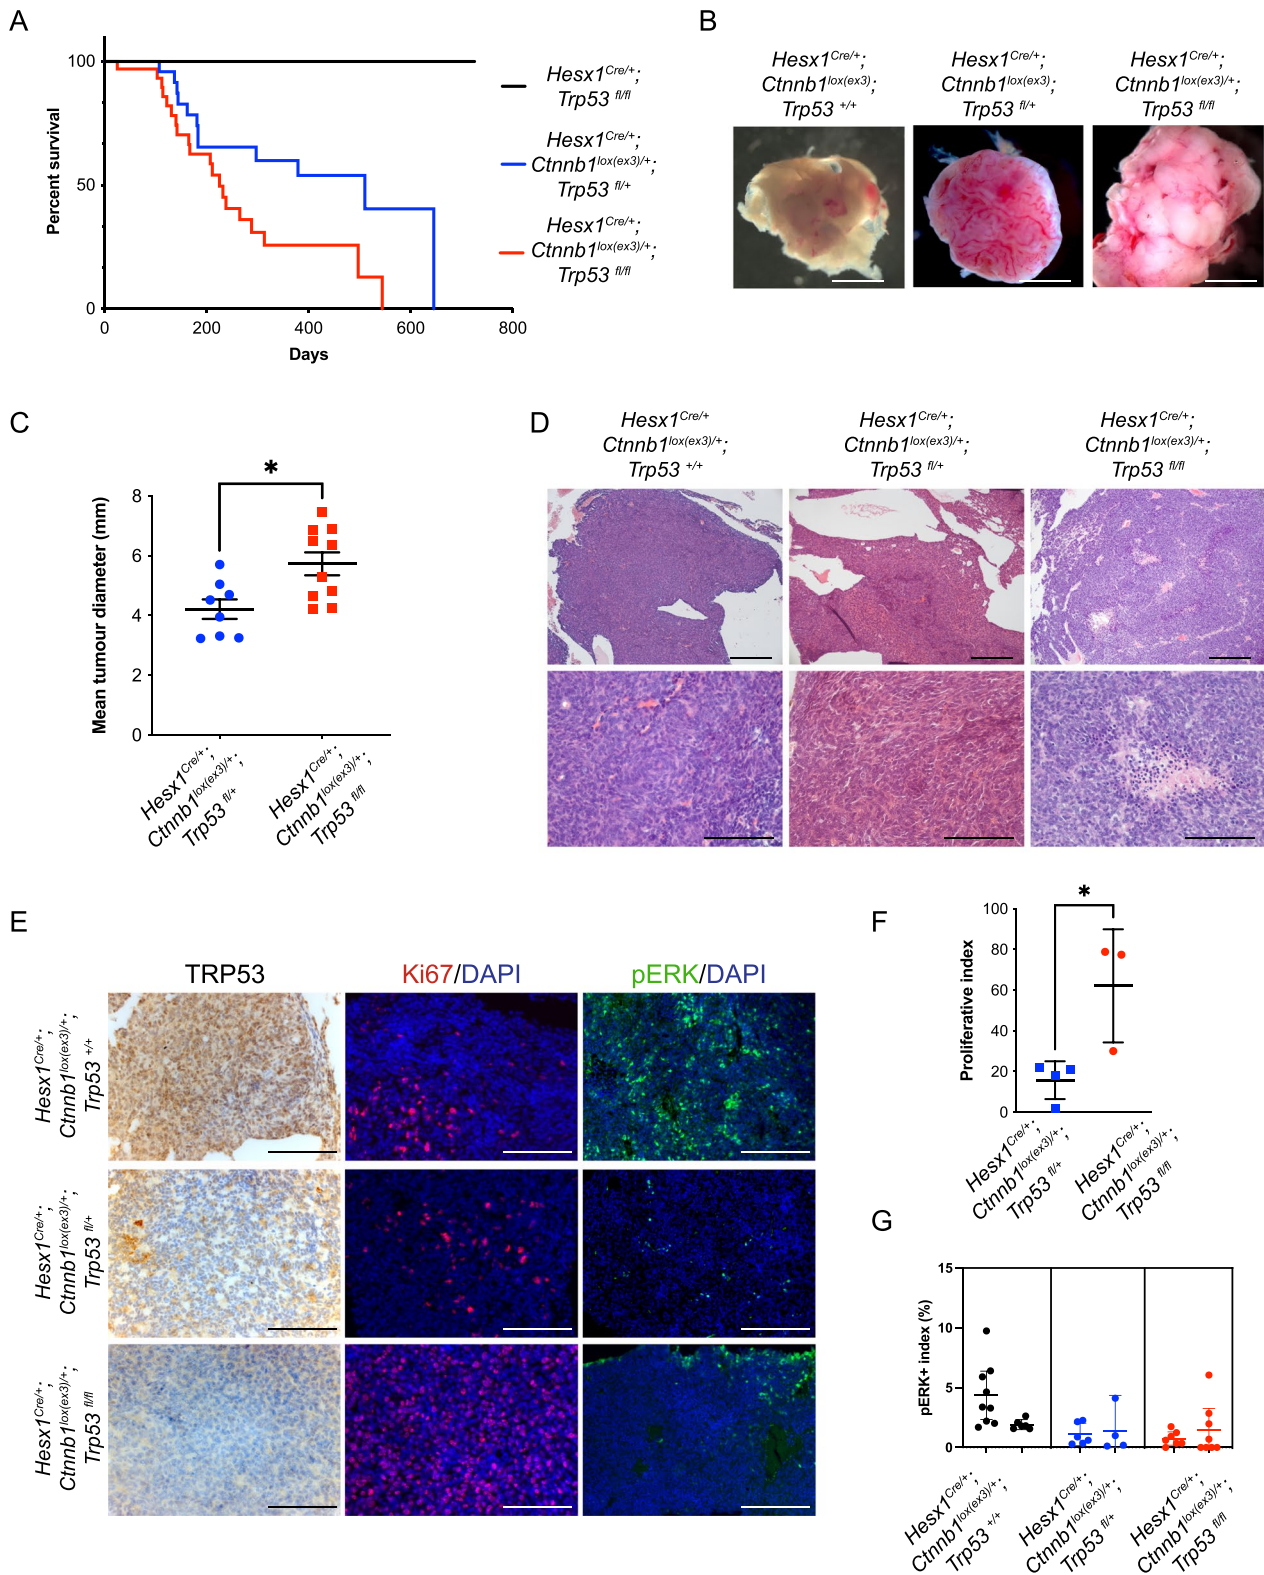 A
100
50
0
Percent survival
0
200
400
600
800
Days
Hesx1Cre/+;
Trp53 fl/fl
Hesx1Cre/+;
Ctnnb1lox(ex3)/+;
Trp53 fl/+
Hesx1Cre/+;
Ctnnb1lox(ex3)/+;
Trp53 fl/fl
B
Hesx1Cre/+;
Ctnnb1lox(ex3);
Trp53 +/+
Hesx1Cre/+;
Ctnnb1lox(ex3);
Trp53 fl/+
Hesx1Cre/+;
Ctnnb1lox(ex3)/+;
Trp53 fl/fl
C
*
8
6
4
2
0
Mean tumour diameter (mm)
Hesx1Cre/+;
Ctnnb1lox(ex3)/+;
Trp53 fl/+
Hesx1Cre/+;
Ctnnb1lox(ex3)/+;
Trp53 fl/fl
D
Hesx1Cre/+
Ctnnb1lox(ex3)/+;
Trp53 +/+
Hesx1Cre/+;
Ctnnb1lox(ex3)/+;
Trp53 fl/+
Hesx1Cre/+;
Ctnnb1lox(ex3)/+;
Trp53 fl/fl
E
TRP53
Ki67/DAPI
pERK/DAPI
Hesx1Cre/+;
Ctnnb1lox(ex3)/+;
Trp53 +/+
Hesx1Cre/+;
Ctnnb1lox(ex3)/+;
Trp53 fl/+
Hesx1Cre/+;
Ctnnb1lox(ex3)/+;
Trp53 fl/fl
F
*
100
80
60
40
20
0
Proliferative index
Hesx1Cre/+;
Ctnnb1lox(ex3)/+;
Trp53 fl/+
Hesx1Cre/+;
Ctnnb1lox(ex3)/+;
Trp53 fl/fl
G
15
10
5
0
pERK+ index (%)
Hesx1Cre/+;
Ctnnb1lox(ex3)/+;
Trp53 +/+
Hesx1Cre/+;
Ctnnb1lox(ex3)/+;
Trp53 fl/+
Hesx1Cre/+;
Ctnnb1lox(ex3)/+;
Trp53 fl/fl